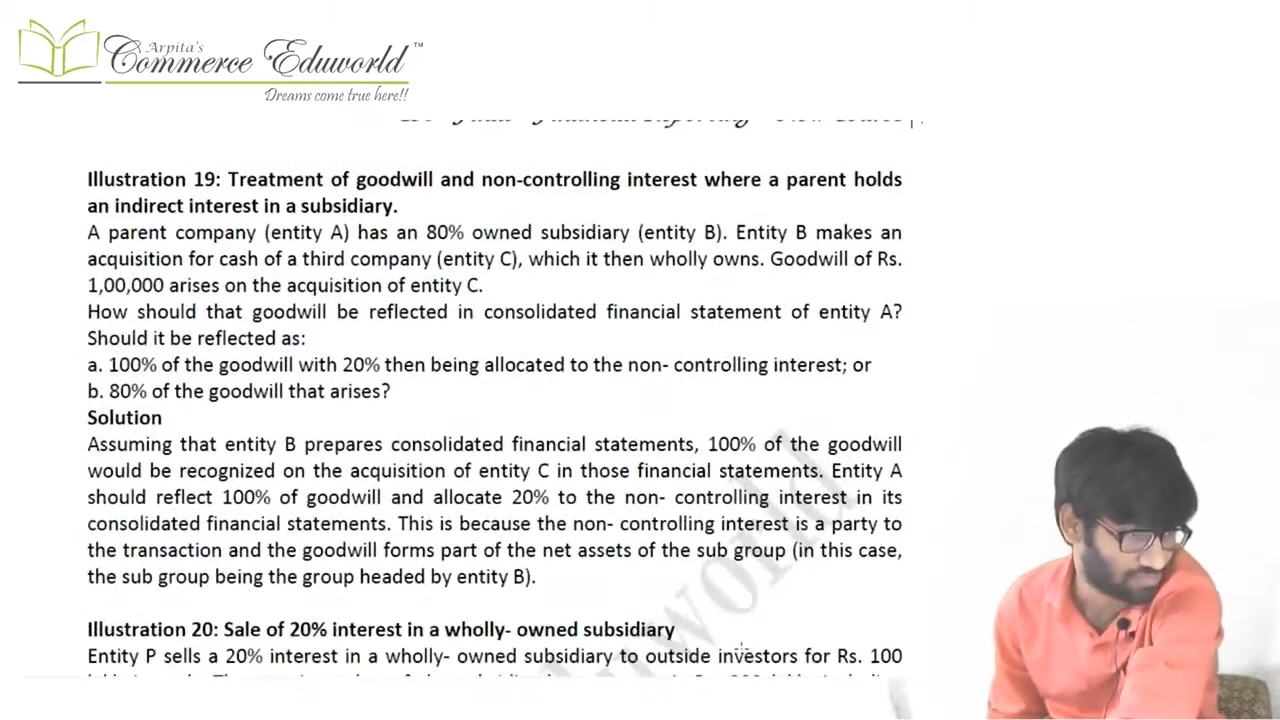 Arpita's
Commerce Eduworld™
Dreams come true here!!
Illustration 19: Treatment of goodwill and non-controlling interest where a parent holds
an indirect interest in a subsidiary.
A parent company (entity A) has an 80% owned subsidiary (entity B). Entity B makes an
acquisition for cash of a third company (entity C), which it then wholly owns. Goodwill of Rs.
1,00,000 arises on the acquisition of entity C.
How should that goodwill be reflected in consolidated financial statement of entity A?
Should it be reflected as:
a. 100% of the goodwill with 20% then being allocated to the non- controlling interest; or
b. 80% of the goodwill that arises?
Solution
Assuming that entity B prepares consolidated financial statements, 100% of the goodwill
would be recognized on the acquisition of entity C in those financial statements. Entity A
should reflect 100% of goodwill and allocate 20% to the non- controlling interest in its
consolidated financial statements. This is because the non- controlling interest is a party to
the transaction and the goodwill forms part of the net assets of the sub group (in this case,
the sub group being the group headed by entity B).
Illustration 20: Sale of 20% interest in a wholly- owned subsidiary
Entity P sells a 20% interest in a wholly- owned subsidiary to outside investors for Rs. 100